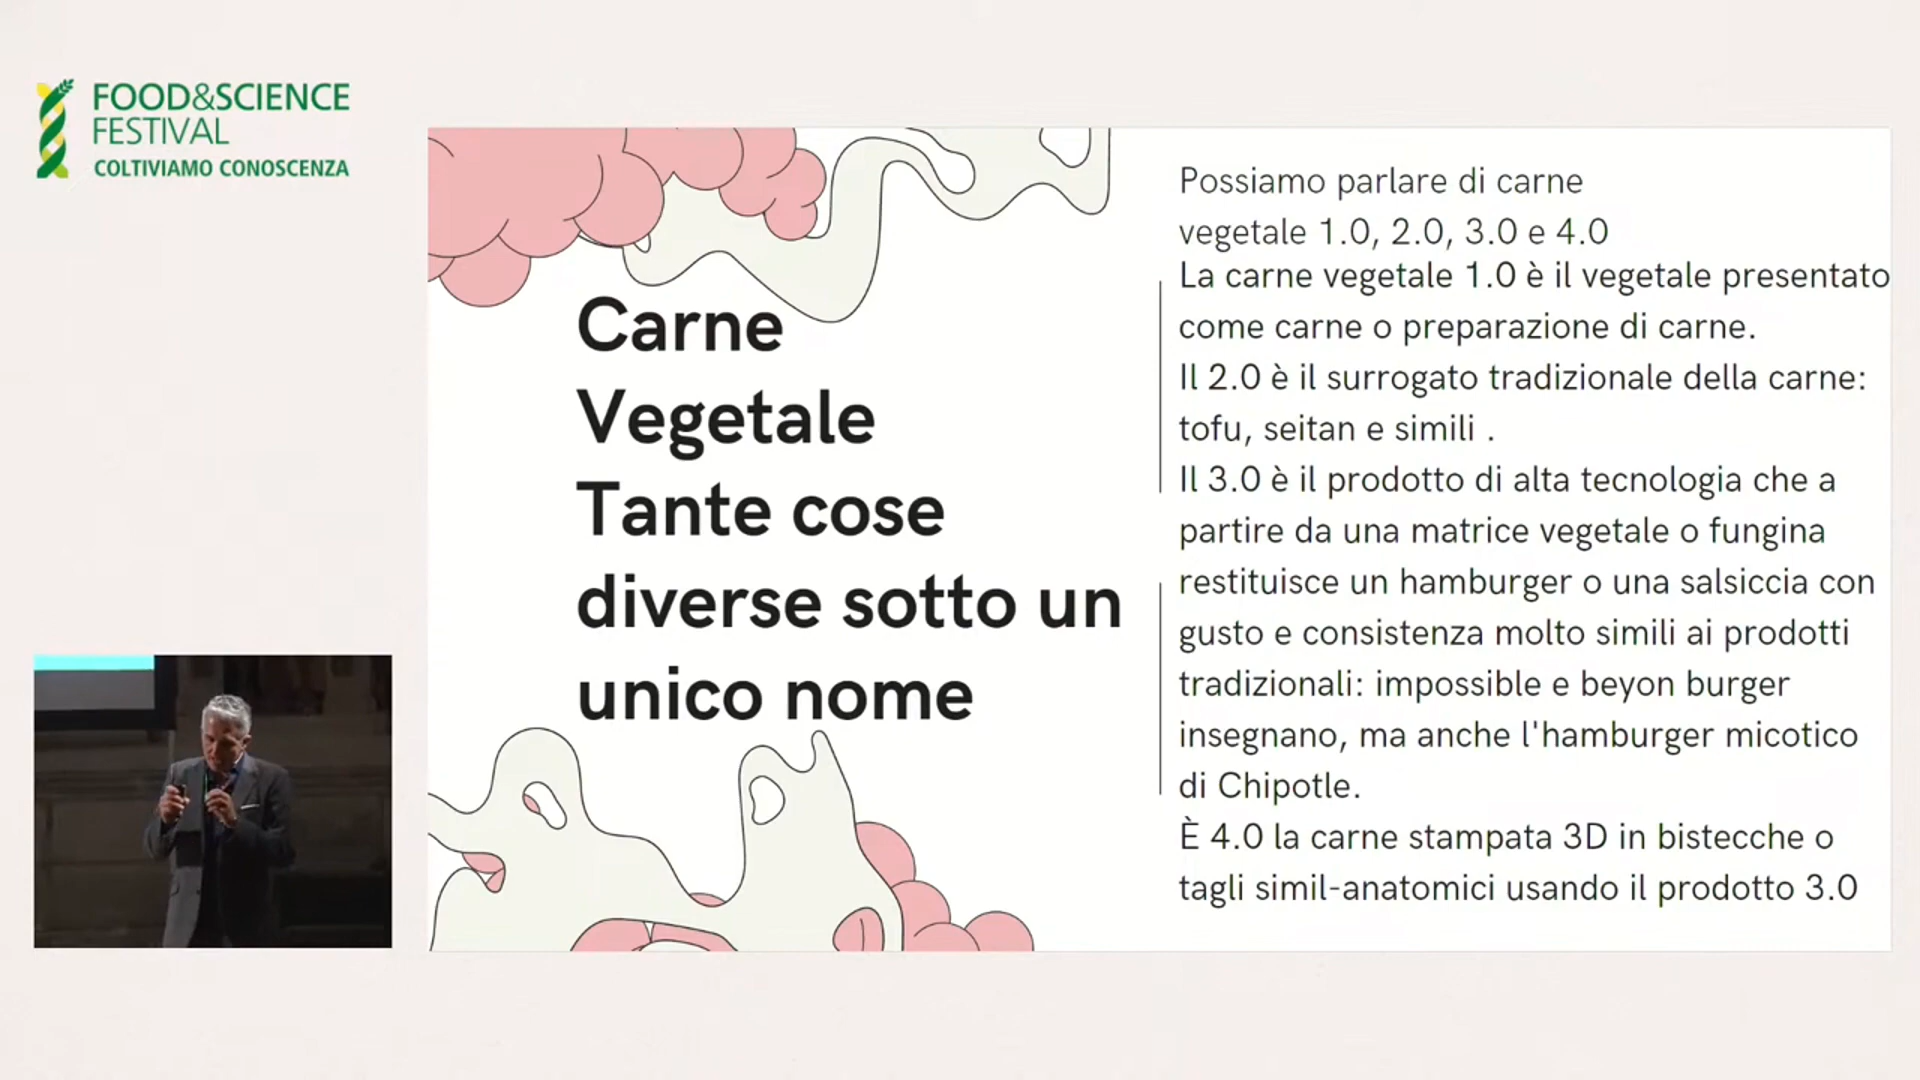 FOOD&SCIENCE
FESTIVAL
COLTIVIAMO CONOSCENZA
Carne
Vegetale
Tante cose
diverse sotto un
unico nome
Possiamo parlare di carne
vegetale 1.0, 2.0, 3.0 e 4.0
La carne vegetale 1.0 è il vegetale presentato
come carne o preparazione di carne.
Il 2.0 è il surrogato tradizionale della carne:
tofu, seitan e simili .
Il 3.0 è il prodotto di alta tecnologia che a
partire da una matrice vegetale o fungina
restituisce un hamburger o una salsiccia con
gusto e consistenza molto simili ai prodotti
tradizionali: impossible e beyon burger
insegnano, ma anche l'hamburger micotico
di Chipotle.
È 4.0 la carne stampata 3D in bistecche o
tagli simil-anatomici usando il prodotto 3.0